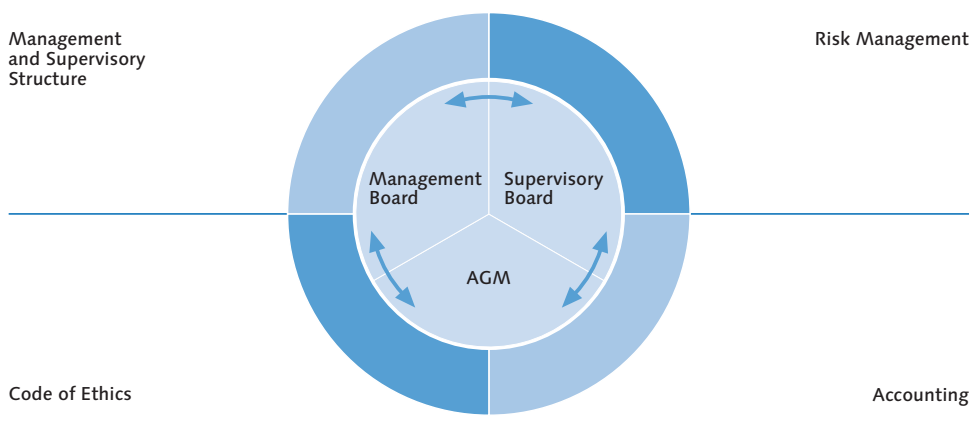 Management
and Supervisory
Structure
Risk Management
Management
Board
Supervisory
Board
AGM
Code of Ethics
Accounting